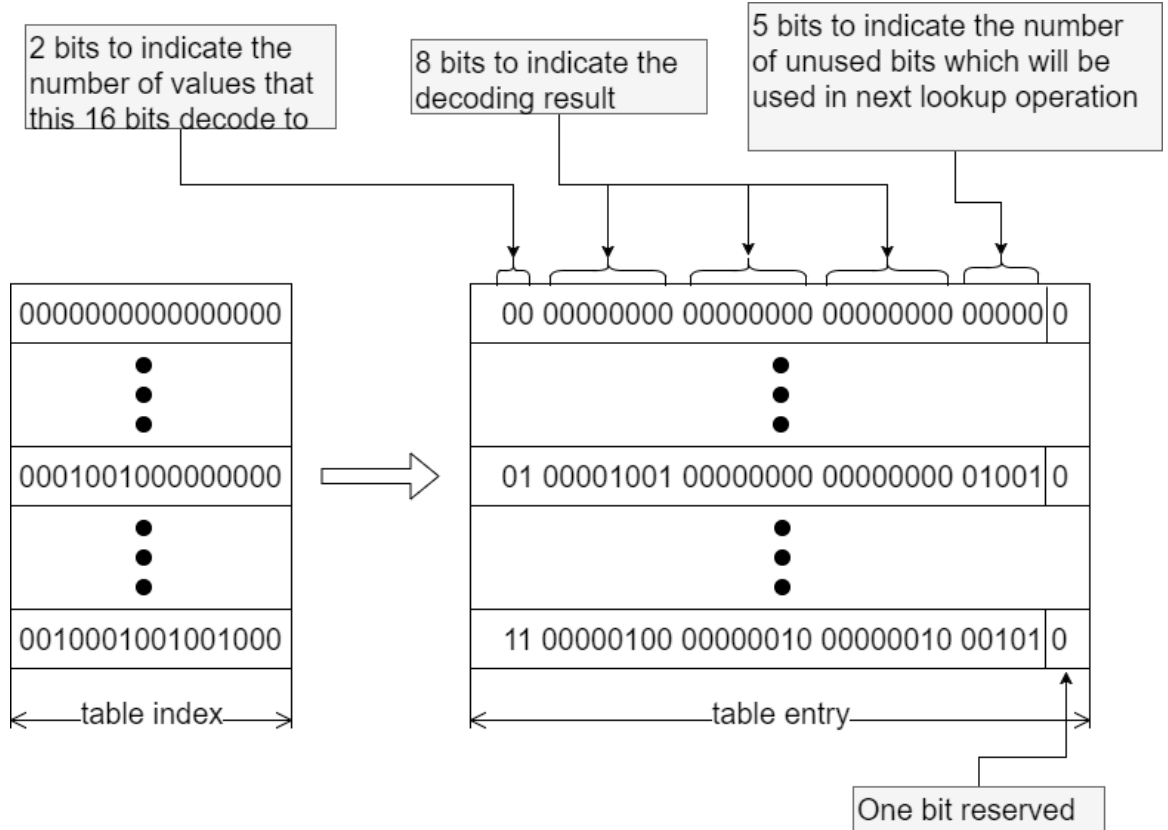 2 bits to indicate the
number of values that
this 16 bits decode to
8 bits to indicate the
decoding result
5 bits to indicate the number
of unused bits which will be
used in next lookup operation
0000000000000000
00 00000000 00000000 00000000 00000 0
0001001000000000
01 00001001 00000000 00000000 01001 0
0010001001001000
11 00000100 00000010 00000010 00101 0
table index
table entry
One bit reserved